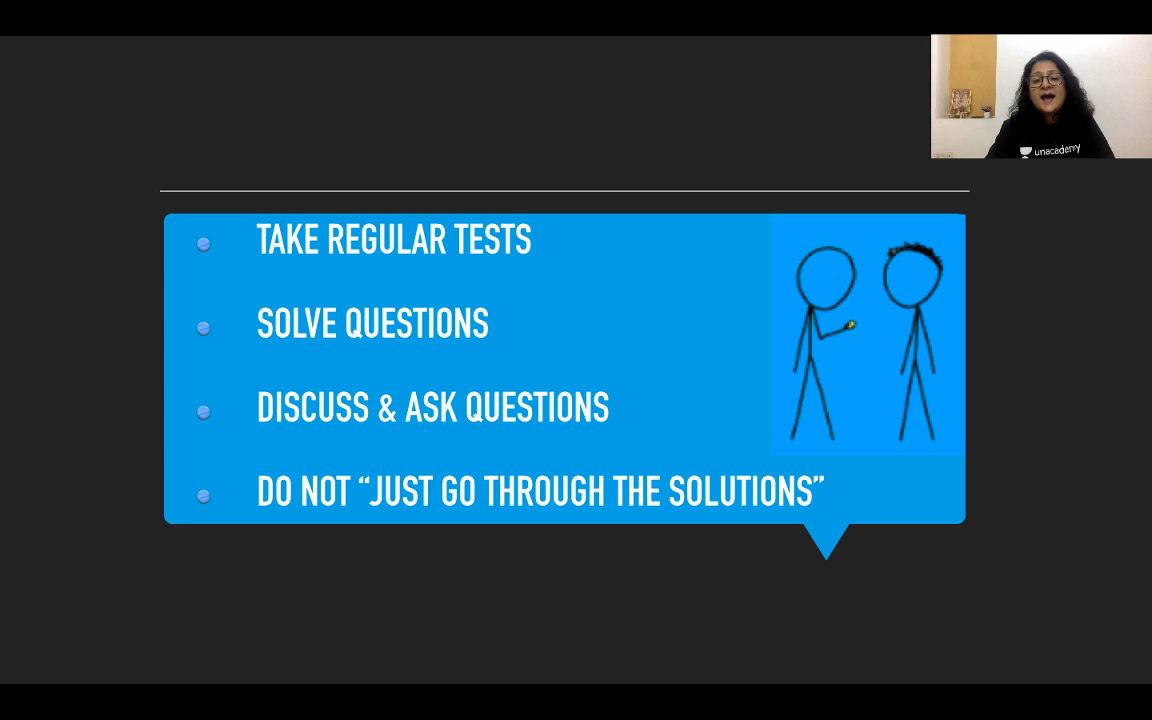 unacademy
TAKE REGULAR TESTS
SOLVE QUESTIONS
DISCUSS & ASK QUESTIONS
DO NOT “JUST GO THROUGH THE SOLUTIONS”